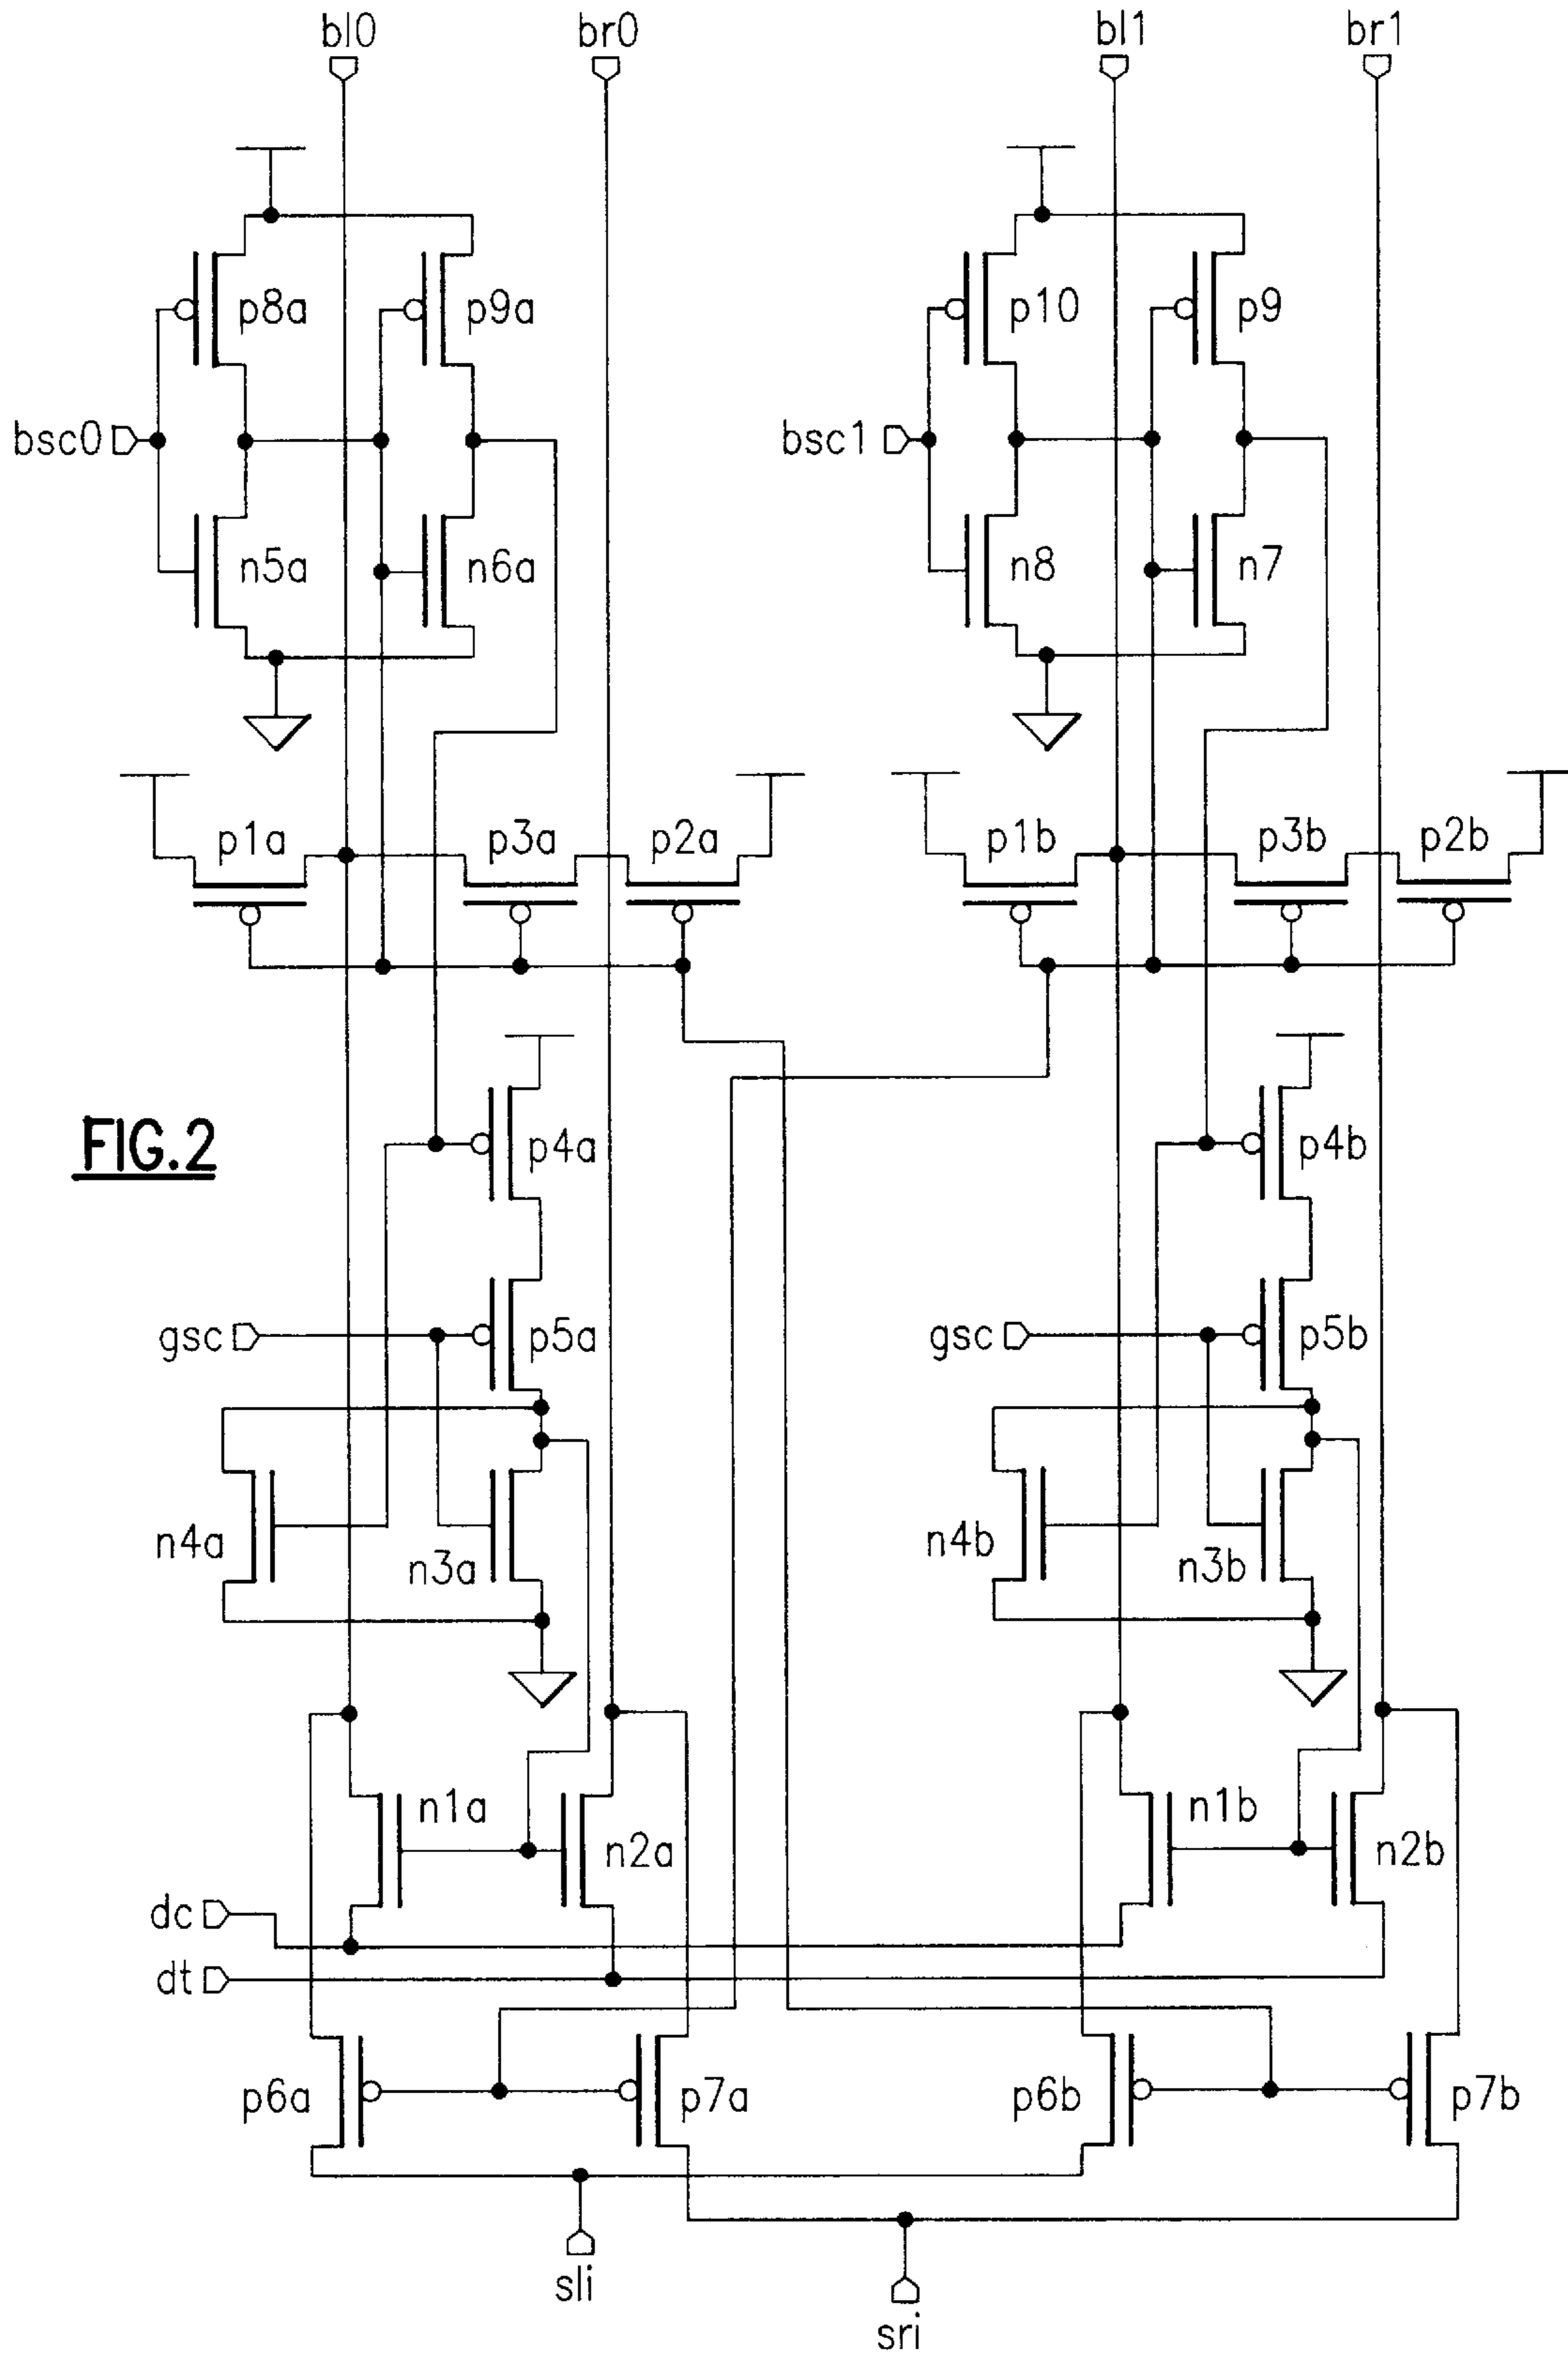 bl0 br0 bl1 br1
p8a p9a p10 p9
bsc0 bsc1
n5a n6a n8 n7
p1a p3a p2a p1b p3b p2b
FIG.2
p4a p4b
gsc p5a gsc p5b
n4a n3a n4b n3b
n1a n2a n1b n2b
dc
dt
p6a p7a p6b p7b
sli
sri